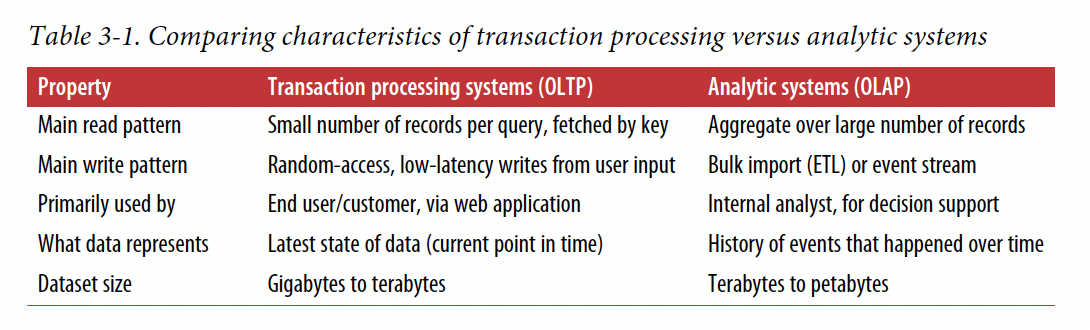 Table 3-1. Comparing characteristics of transaction processing versus analytic systems
Property Transaction processing systems (OLTP) Analytic systems (OLAP)
Main read pattern Small number of records per query, fetched by key Aggregate over large number of records
Main write pattern Random-access, low-latency writes from user input Bulk import (ETL) or event stream
Primarily used by End user/customer, via web application Internal analyst, for decision support
What data represents Latest state of data (current point in time) History of events that happened over time
Dataset size Gigabytes to terabytes Terabytes to petabytes